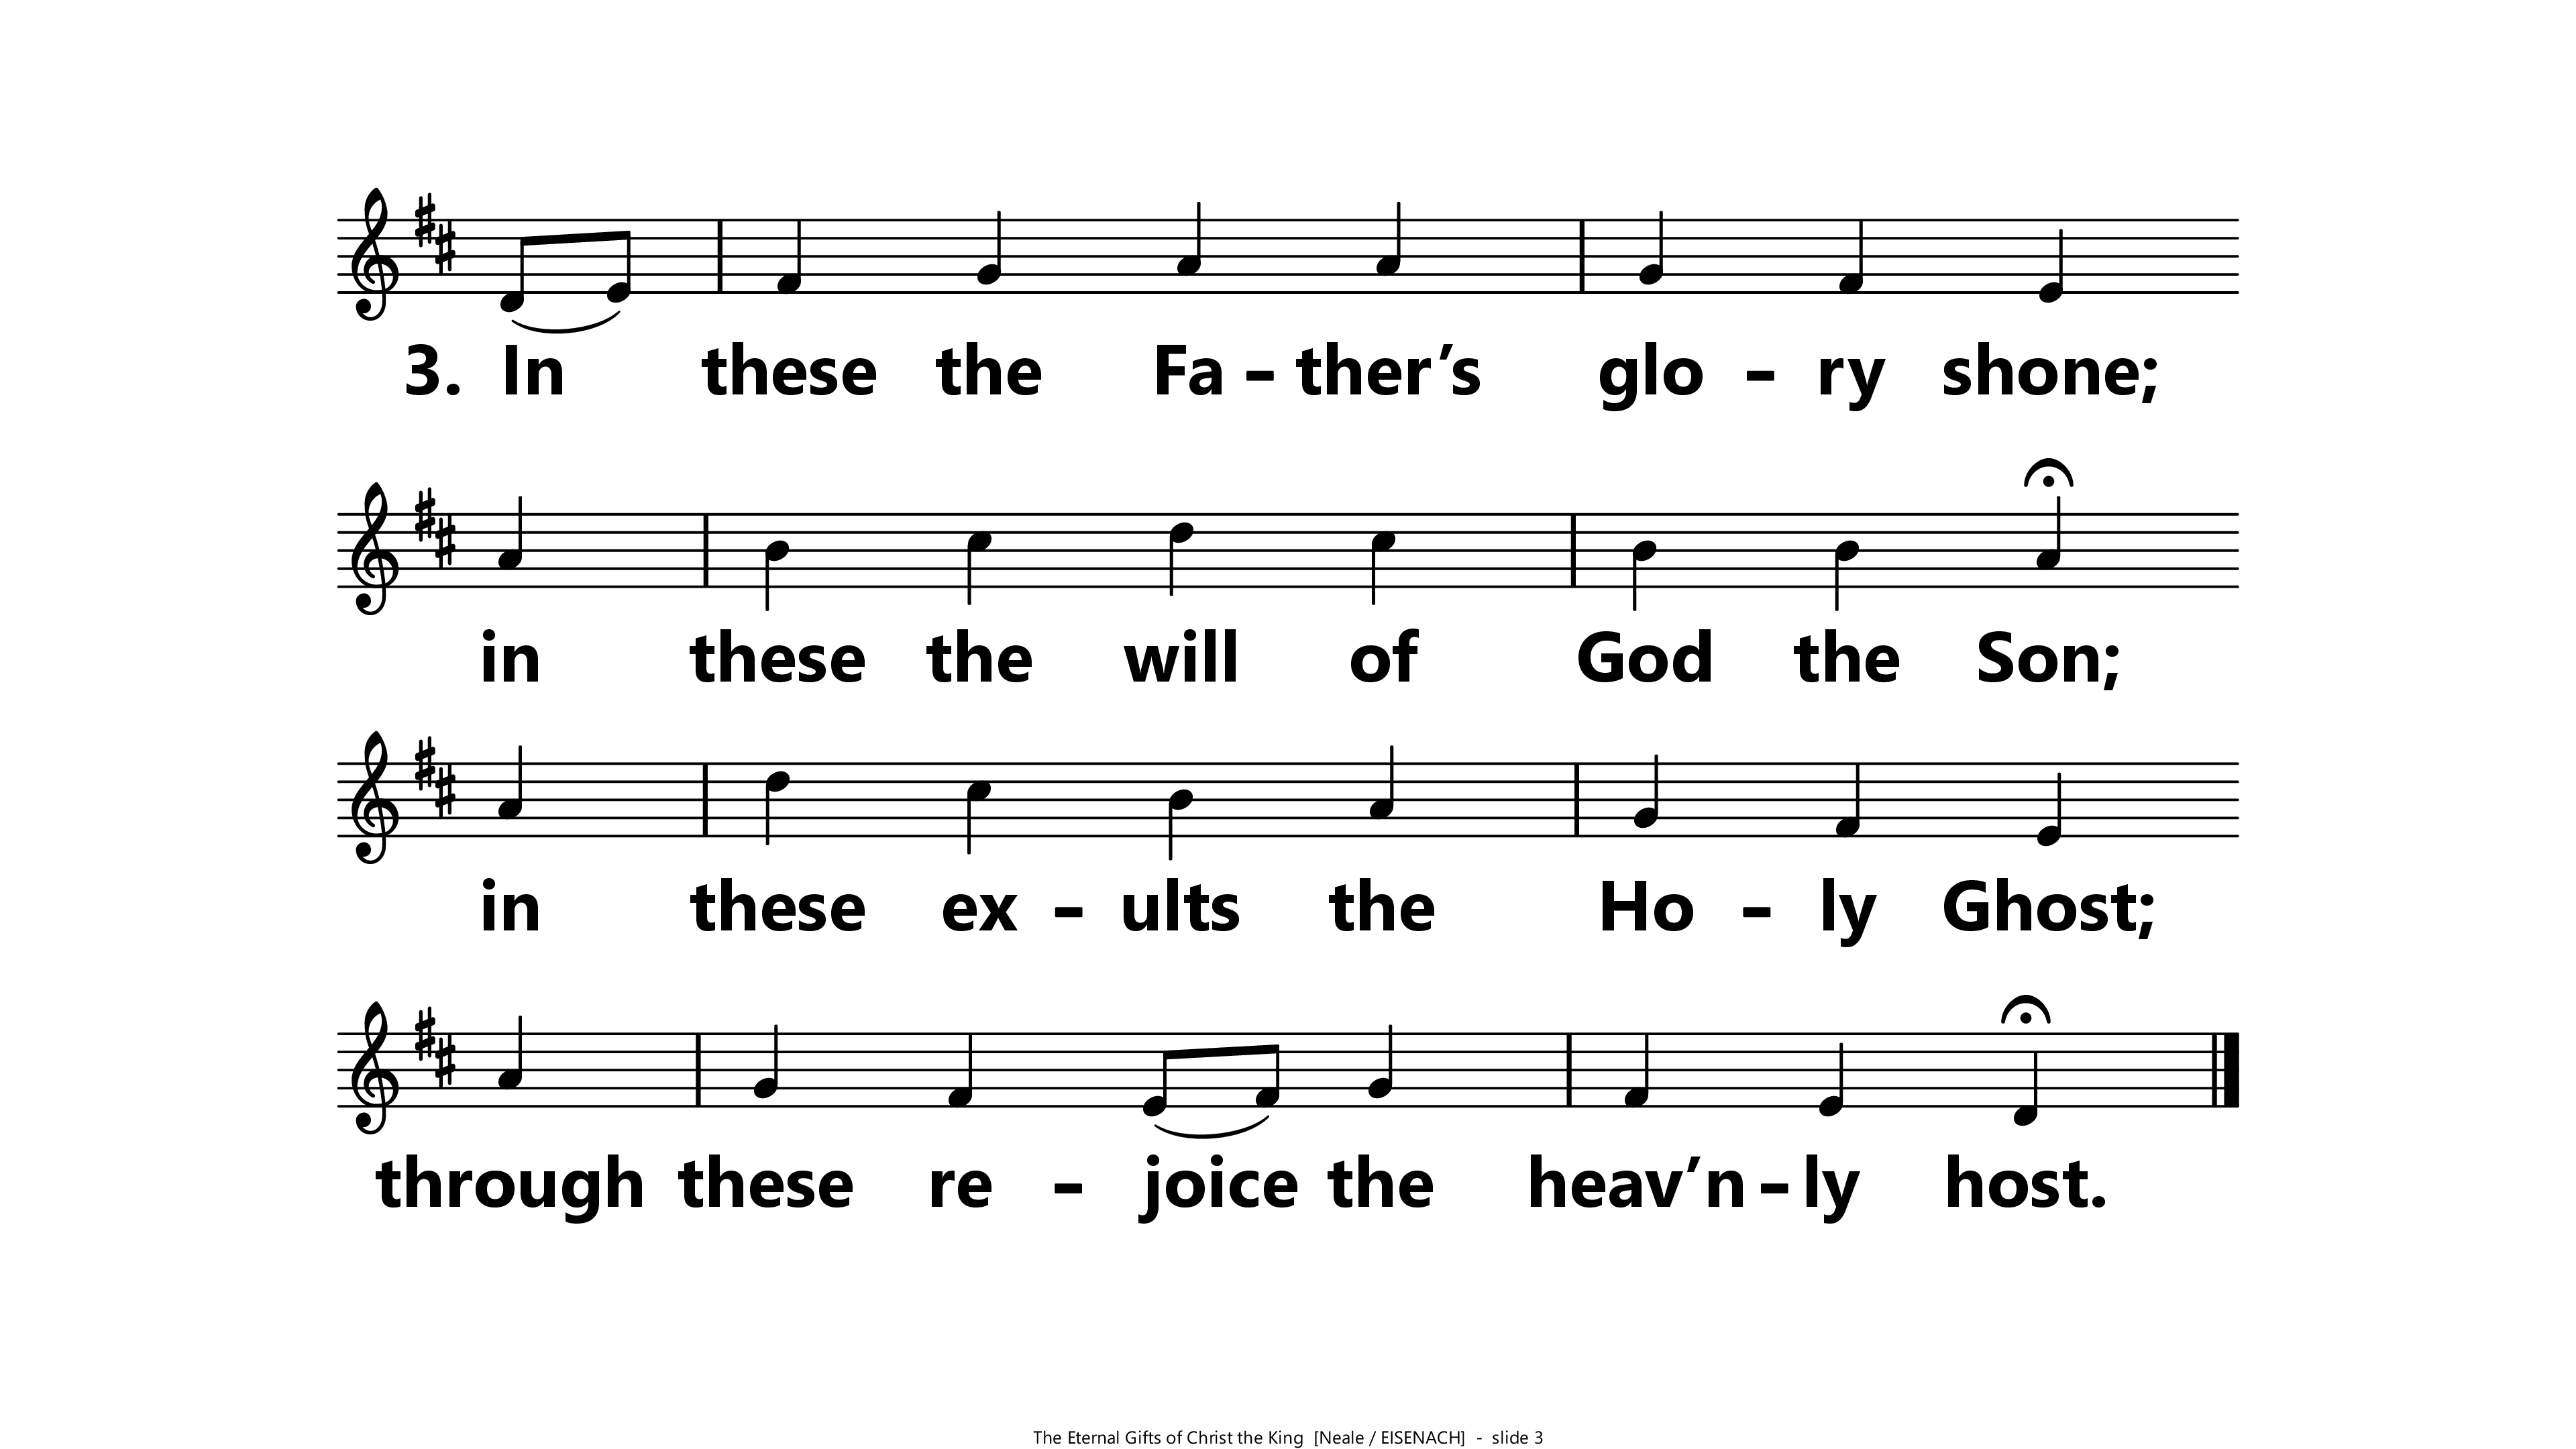 3. In these the Fa - ther’s glo - ry shone;
in these the will of God the Son;
in these ex - ults the Ho - ly Ghost;
through these re - joice the heav’n - ly host.
The Eternal Gifts of Christ the King [Neale / EISENACH] - slide 3